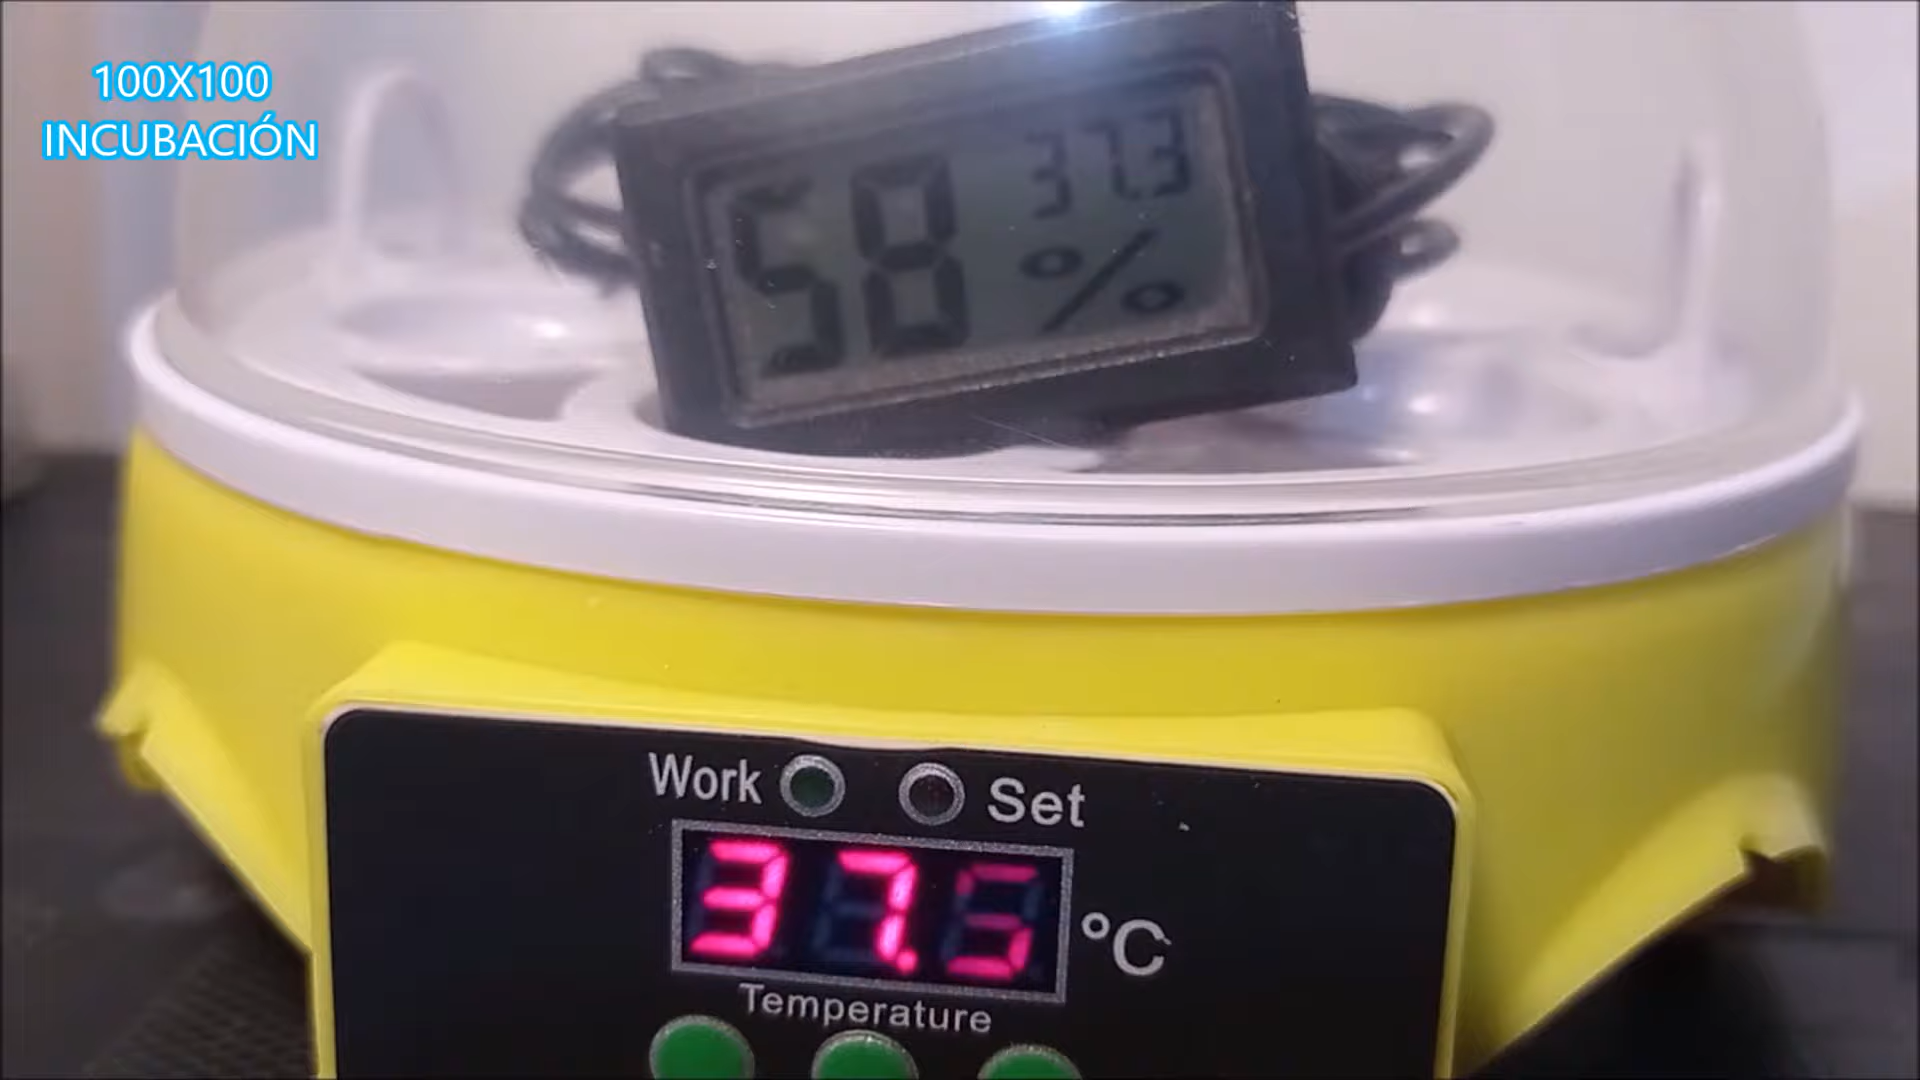 100X100
INCUBACIÓN
37.3
58 %
Work Set
37.5 °C
Temperature